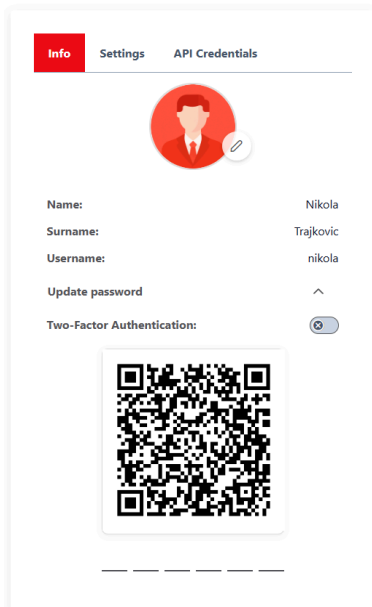 Info Settings API Credentials
Name: Nikola
Surname: Trajkovic
Username: nikola
Update password
Two-Factor Authentication: